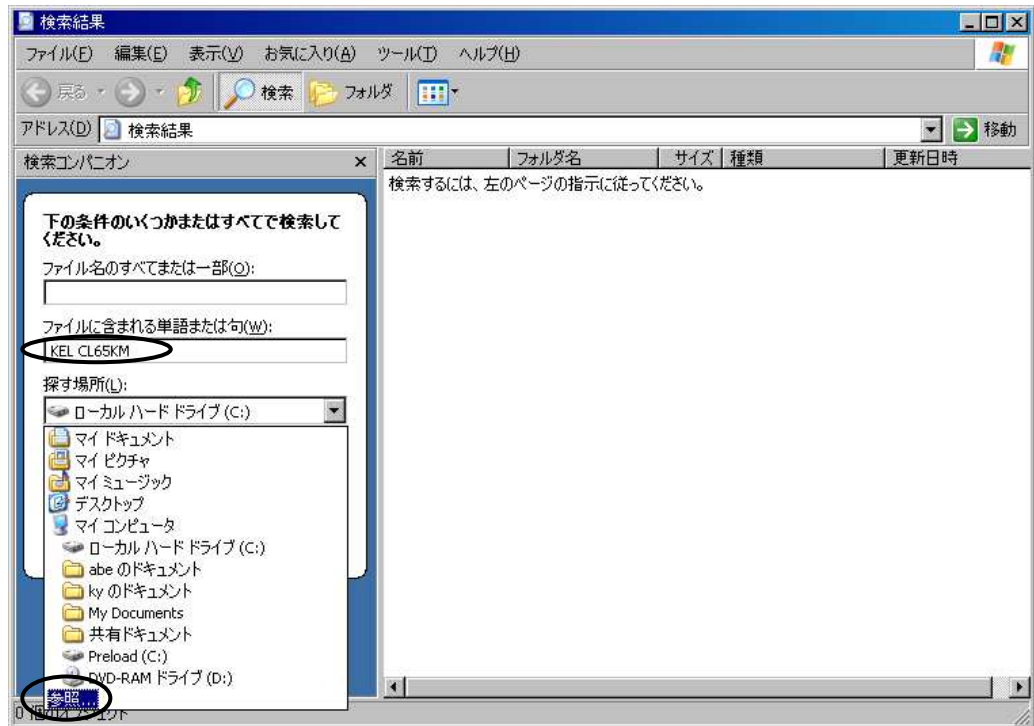 検索結果
ファイル(F) 編集(E) 表示(V) お気に入り(A) ツール(T) ヘルプ(H)
戻る 検索 フォルダ
アドレス(D) 検索結果 移動
検索コンパニオン
名前 フォルダ名 サイズ 種類 更新日時
検索するには、左のページの指示に従ってください。
下の条件のいくつかまたはすべてで検索して
ください。
ファイル名のすべてまたは一部(O):
ファイルに含まれる単語または句(W):
KEL CL65KM
探す場所(L):
ローカル ハード ドライブ (C:)
マイ ドキュメント
マイ ピクチャ
マイ ミュージック
デスクトップ
マイ コンピュータ
ローカル ハード ドライブ (C:)
abe のドキュメント
ky のドキュメント
My Documents
共有ドキュメント
Preload (C:)
DVD-RAM ドライブ (D:)
参照...
0 個のオブジェクト